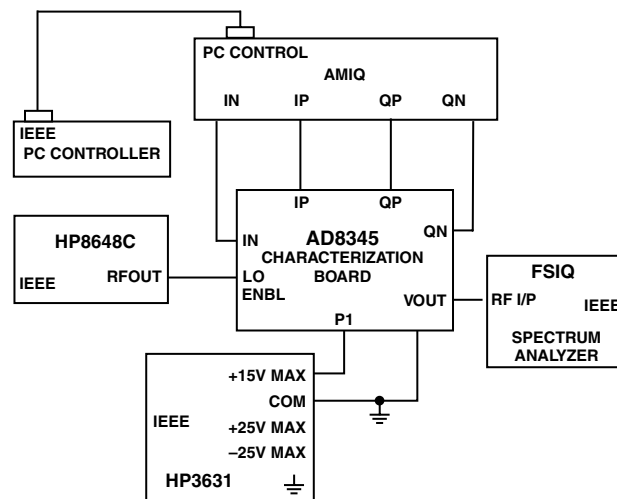 PC CONTROL
AMIQ
IN IP QP QN
IEEE
PC CONTROLLER
IP QP
IN QN
AD8345
CHARACTERIZATION
BOARD
LO
ENBL
VOUT
P1
HP8648C
RFOUT
IEEE
FSIQ
RF I/P
IEEE
SPECTRUM
ANALYZER
+15V MAX
COM
IEEE
+25V MAX
–25V MAX
HP3631